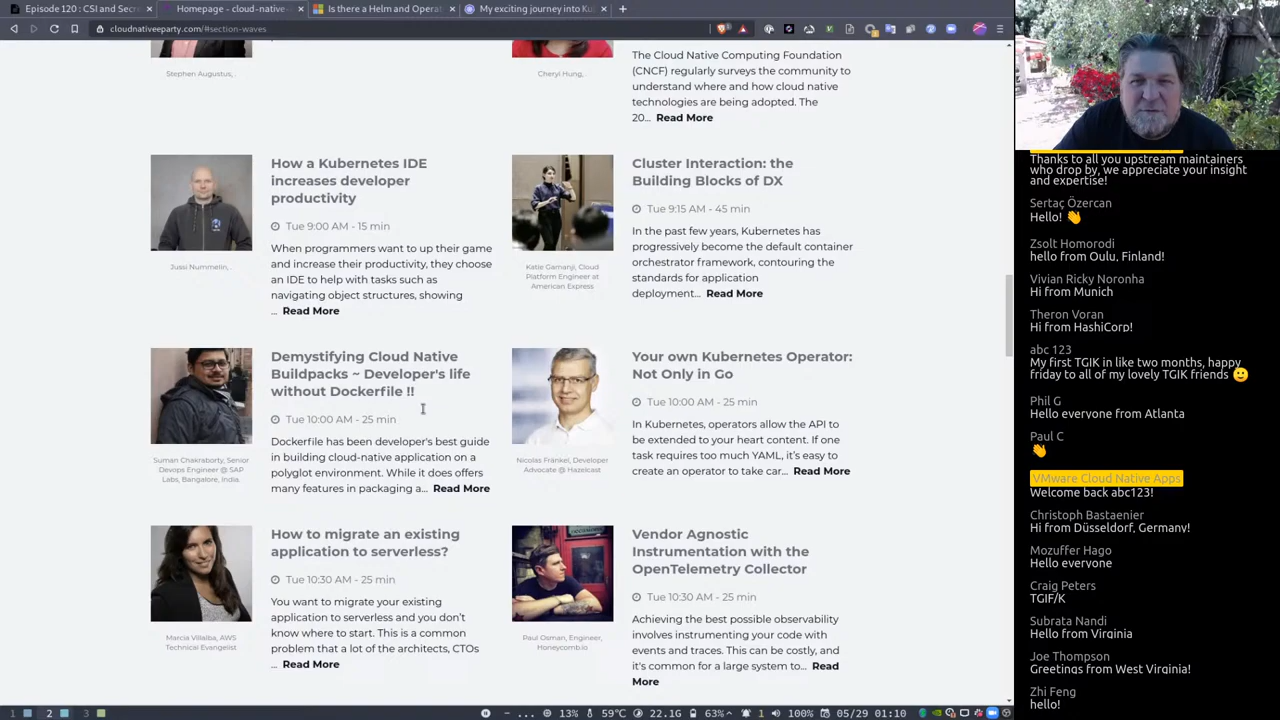 Episode 120 : CSI and Secre
Homepage - cloud-native-
Is there a Helm and Operat
My exciting journey into Ku
cloudnativeeparty.com/#section-waves
Stephen Augustus, .
Cheryl Hung, .
The Cloud Native Computing Foundation
(CNCF) regularly surveys the community to
understand where and how cloud native
technologies are being adopted. The
20... Read More
How a Kubernetes IDE
increases developer
productivity
Tue 9:00 AM - 15 min
When programmers want to up their game
and increase their productivity, they choose
an IDE to help with tasks such as
navigating object structures, showing
... Read More
Jussi Nummelin, .
Cluster Interaction: the
Building Blocks of DX
Tue 9:15 AM - 45 min
In the past few years, Kubernetes has
progressively become the default container
orchestrator framework, contouring the
standards for application
deployment... Read More
Katie Gamanji, Cloud
Platform Engineer at
American Express
Demystifying Cloud Native
Buildpacks ~ Developer's life
without Dockerfile !!
Tue 10:00 AM - 25 min
Dockerfile has been developer's best guide
in building cloud-native application on a
polyglot environment. While it does offers
many features in packaging a... Read More
Suman Chakraborty, Senior
Devops Engineer @ SAP
Labs, Bangalore, India.
Your own Kubernetes Operator:
Not Only in Go
Tue 10:00 AM - 25 min
In Kubernetes, operators allow the API to
be extended to your heart content. If one
task requires too much YAML, it's easy to
create an operator to take car... Read More
Nicolas Frankel, Developer
Advocate @ Hazelcast
How to migrate an existing
application to serverless?
Tue 10:30 AM - 25 min
You want to migrate your existing
application to serverless and you don't
know where to start. This is a common
problem that a lot of the architects, CTOs
... Read More
Marcia Villalba, AWS
Technical Evangelist
Vendor Agnostic
Instrumentation with the
OpenTelemetry Collector
Tue 10:30 AM - 25 min
Achieving the best possible observability
involves instrumenting your code with
events and traces. This can be costly, and
it's common for a large system to... Read
More
Paul Osman, Engineer,
Honeycomb.io
Thanks to all you upstream maintainers
who drop by, we appreciate your insight
and expertise!
Sertaç Özercan
Hello! 👋
Zsolt Homorodi
hello from Oulu, Finland!
Vivian Ricky Noronha
Hi from Munich
Theron Voran
Hi from HashiCorp!
abc 123
My first TGIK in like two months, happy
friday to all of my lovely TGIK friends 🙂
Phil G
Hello everyone from Atlanta
Paul C
👋
VMware Cloud Native Apps
Welcome back abc123!
Christoph Bastaenier
Hi from Düsseldorf, Germany!
Mozuffer Hago
Hello everyone
Craig Peters
TGIF/K
Subrata Nandi
Hello from Virginia
Joe Thompson
Greetings from West Virginia!
Zhi Feng
hello!
1 2 3 ... 13% 59℃ 22.1G 63% 1 100% 05/29 01:10